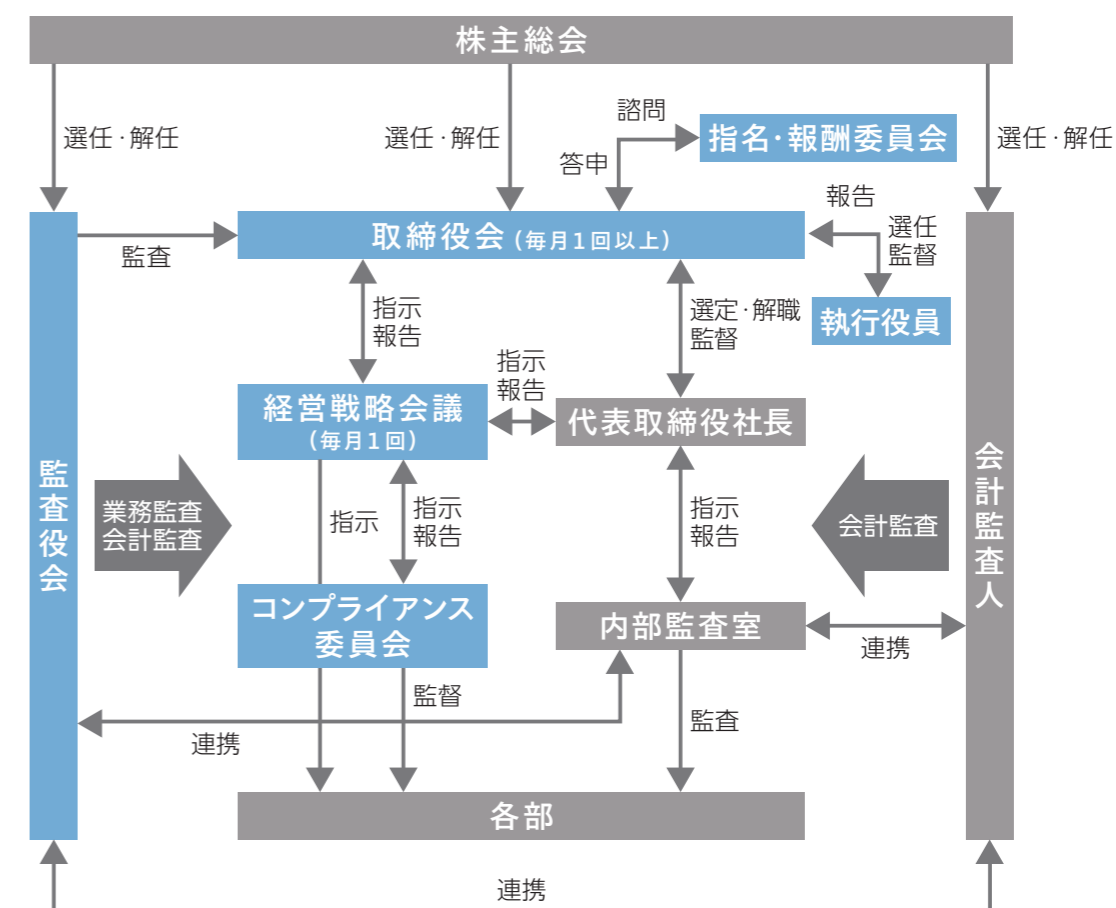 株主総会
選任・解任
選任・解任
諮問
指名・報酬委員会
選任・解任
答申
報告
取締役会(毎月1回以上)
選任
監督
監査
執行役員
指示
報告
選定・解職
監督
指示
報告
経営戦略会議
(毎月1回)
代表取締役社長
監査役会
業務監査
会計監査
指示
指示
報告
指示
報告
会計監査
会計監査人
コンプライアンス
委員会
内部監査室
連携
監督
連携
監査
各部
連携